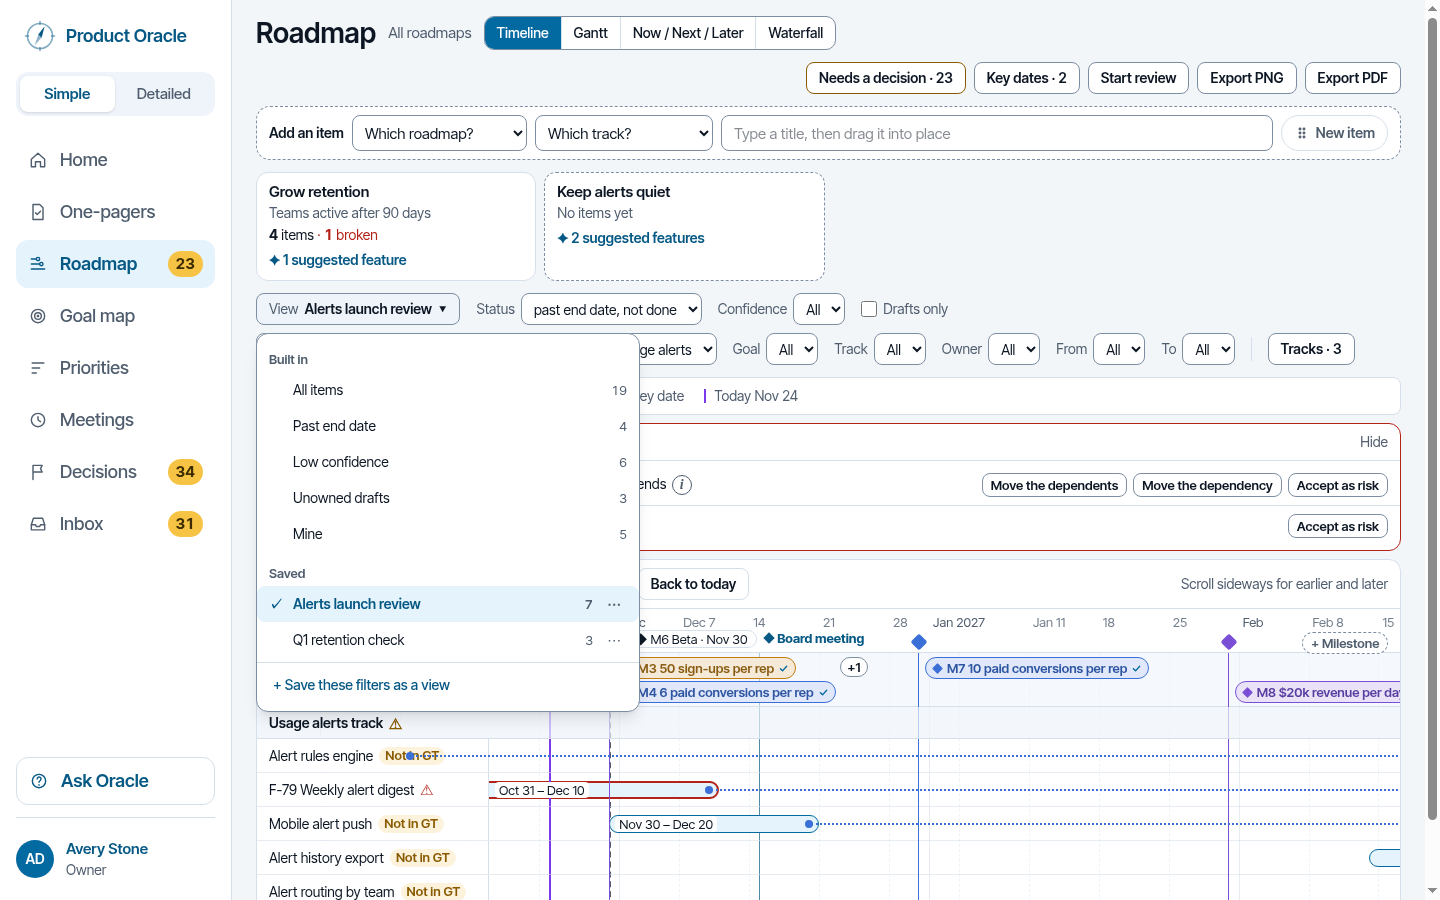 Product Oracle
Simple
Detailed
Home
One-pagers
Roadmap 23
Goal map
Priorities
Meetings
Decisions 34
Inbox 31
Ask Oracle
AD
Avery Stone
Owner
Roadmap All roadmaps
Timeline
Gantt
Now / Next / Later
Waterfall
Needs a decision · 23
Key dates · 2
Start review
Export PNG
Export PDF
Add an item
Which roadmap?
Which track?
Type a title, then drag it into place
New item
Grow retention
Teams active after 90 days
4 items · 1 broken
1 suggested feature
Keep alerts quiet
No items yet
2 suggested features
View Alerts launch review ▼
Status past end date, not done
Confidence All
Drafts only
ge alerts
Goal All
Track All
Owner All
From All
To All
Tracks · 3
Built in
All items 19
Past end date 4
Low confidence 6
Unowned drafts 3
Mine 5
Saved
✓ Alerts launch review 7 ···
Q1 retention check 3 ···
+ Save these filters as a view
ey date
Today Nov 24
Hide
ends i
Move the dependents
Move the dependency
Accept as risk
Accept as risk
Back to today
Scroll sideways for earlier and later
c
Dec 7
14
21
28
Jan 2027
Jan 11
18
25
Feb
Feb 8
15
M6 Beta · Nov 30
Board meeting
+ Milestone
M3 50 sign-ups per rep ✓
+1
M7 10 paid conversions per rep ✓
M4 6 paid conversions per rep ✓
M8 $20k revenue per day
Usage alerts track ⚠
Alert rules engine Not in GT
F-79 Weekly alert digest ⚠
Oct 31 – Dec 10
Mobile alert push Not in GT
Nov 30 – Dec 20
Alert history export Not in GT
Alert routing by team Not in GT